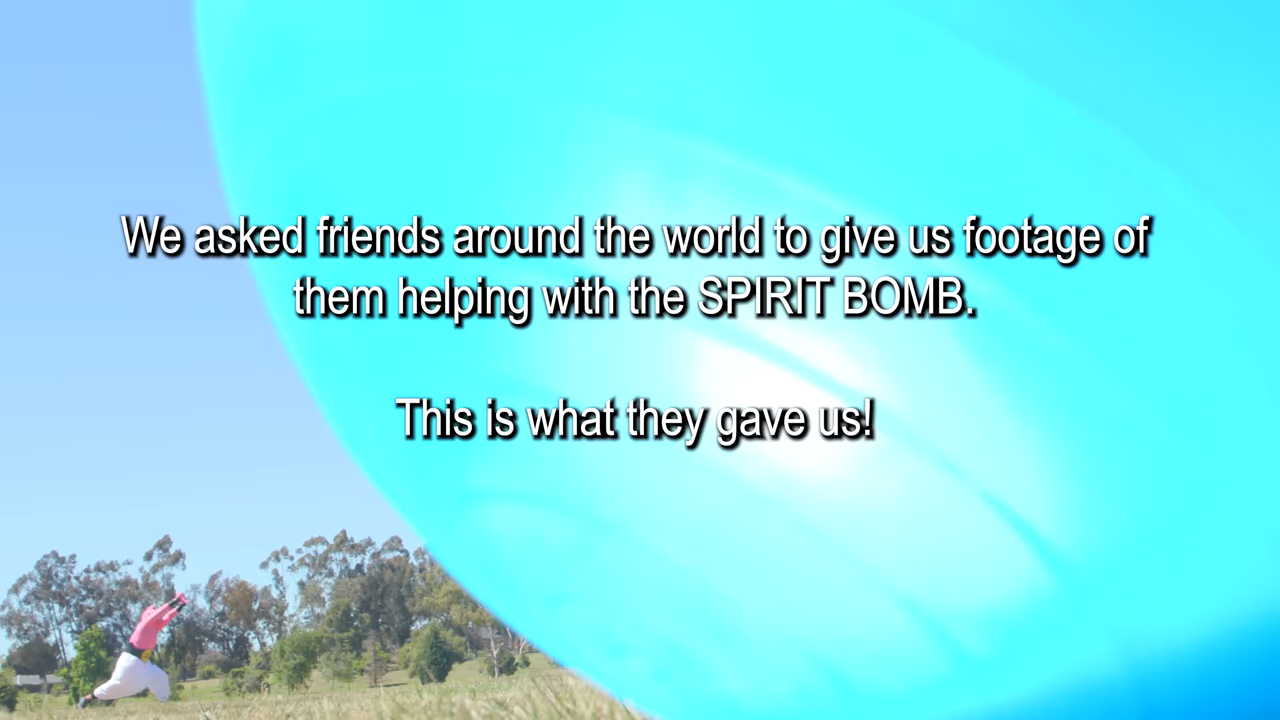 We asked friends around the world to give us footage of
them helping with the SPIRIT BOMB.
This is what they gave us!